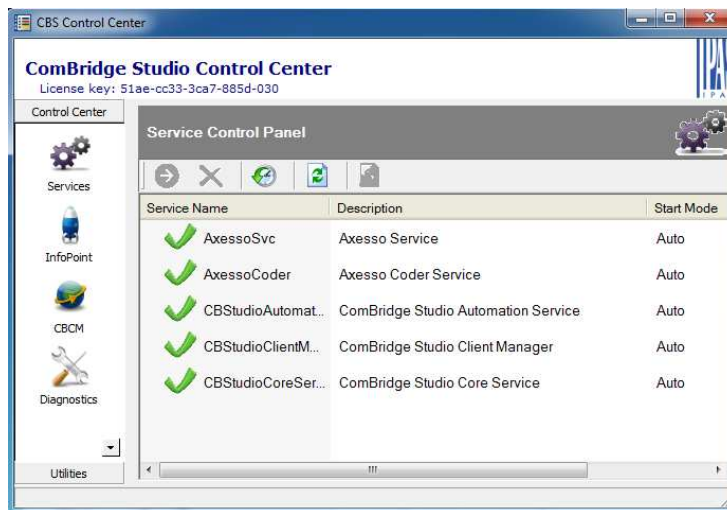 CBS Control Center
ComBridge Studio Control Center
License key: 51ae-cc33-3ca7-885d-030
IPA
I P A
Control Center
Service Control Panel
Services
InfoPoint
CBCM
Diagnostics
Utilities
Service Name Description Start Mode
AxessoSvc Axesso Service Auto
AxessoCoder Axesso Coder Service Auto
CBStudioAutomat... ComBridge Studio Automation Service Auto
CBStudioClientM... ComBridge Studio Client Manager Auto
CBStudioCoreSer... ComBridge Studio Core Service Auto